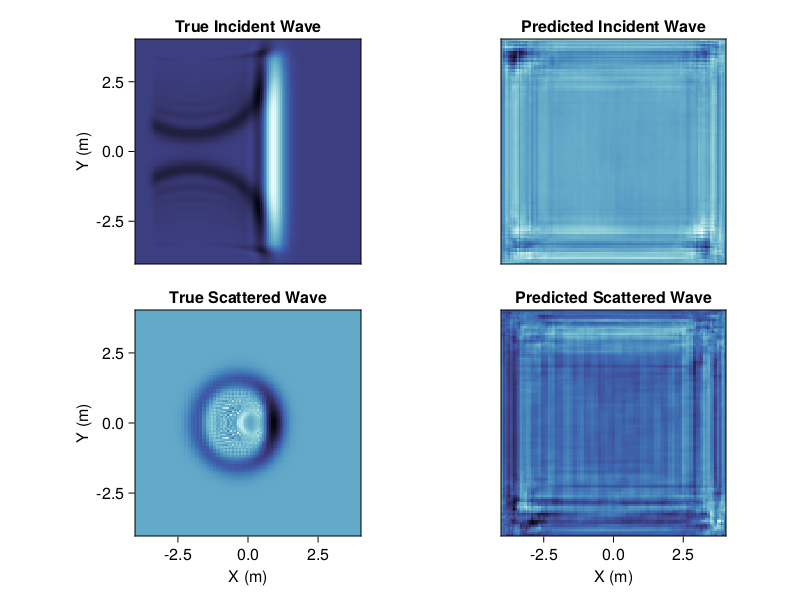 True Incident Wave
Predicted Incident Wave
2.5
0.0
-2.5
Y (m)
True Scattered Wave
Predicted Scattered Wave
2.5
0.0
-2.5
Y (m)
-2.5 0.0 2.5
X (m)
-2.5 0.0 2.5
X (m)